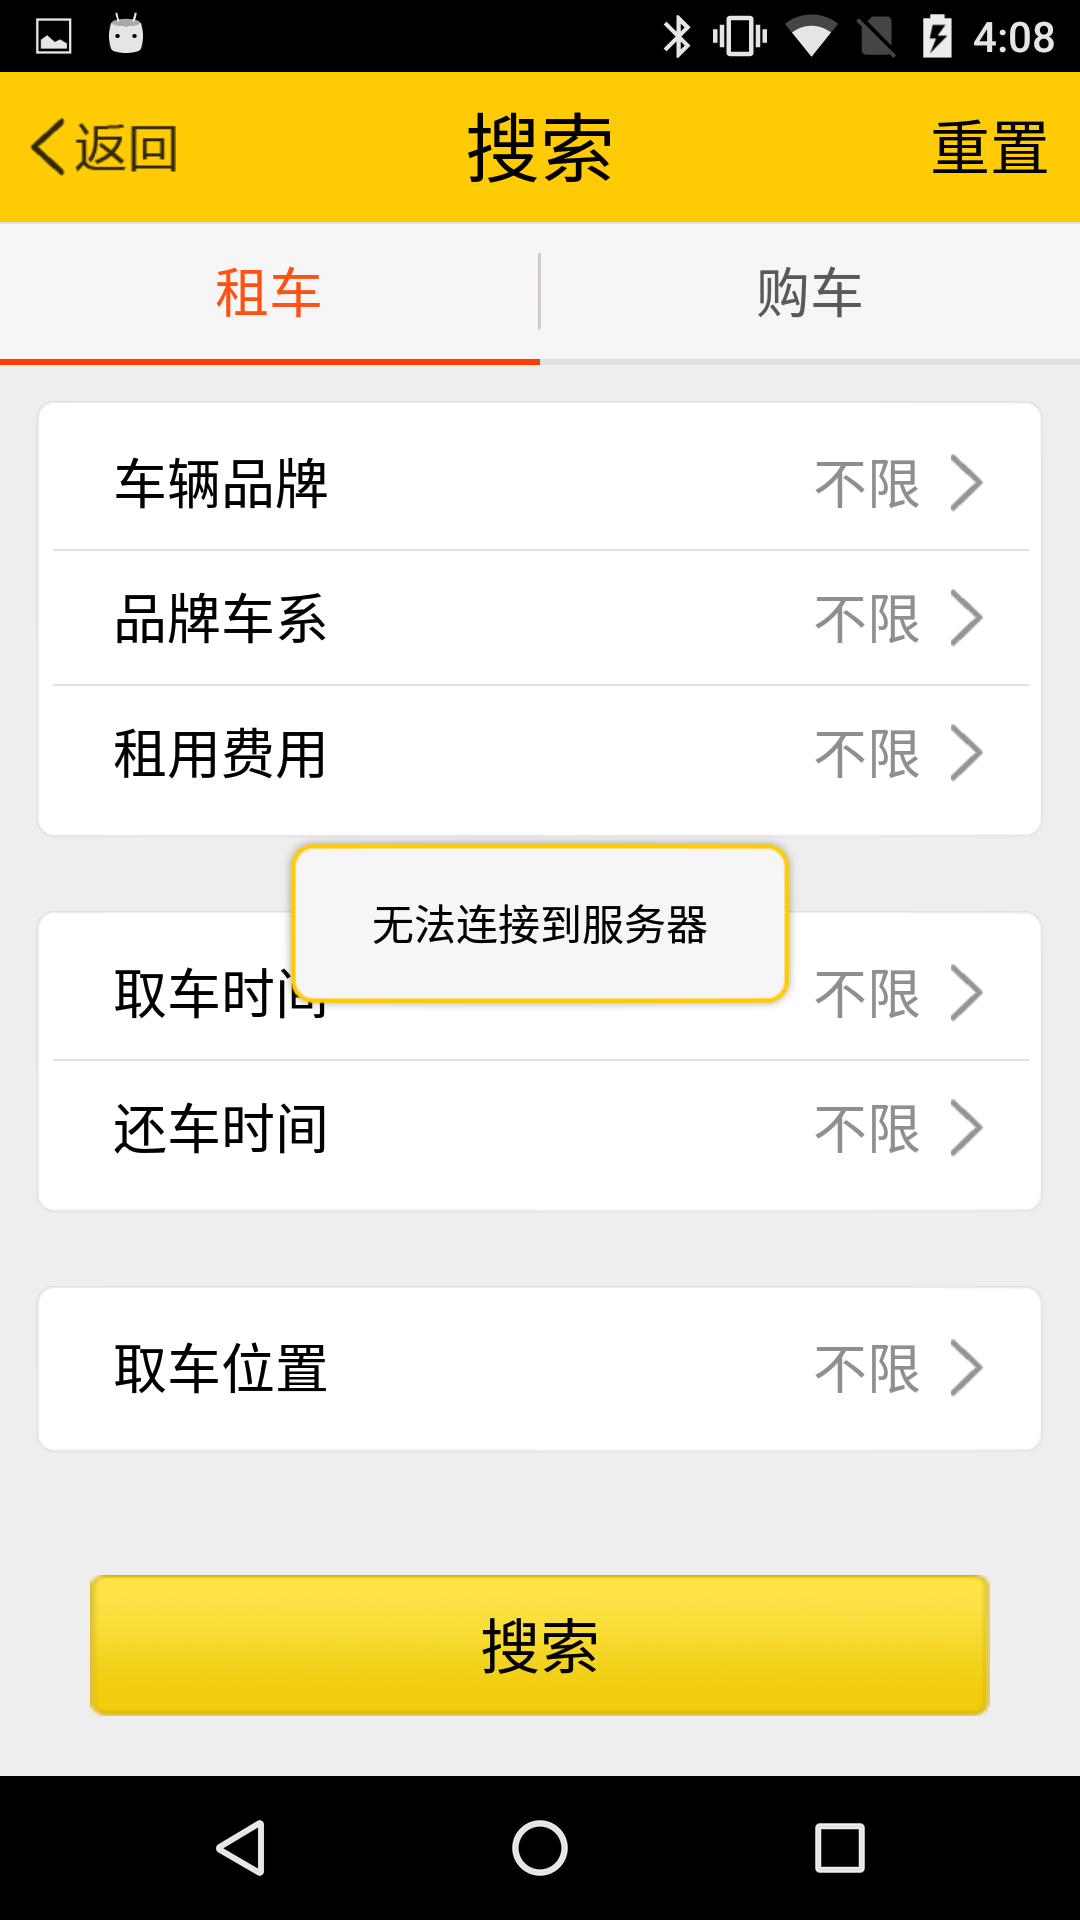 4:08
返回
搜索
重置
租车
购车
车辆品牌
不限
品牌车系
不限
租用费用
不限
无法连接到服务器
取车时间
不限
还车时间
不限
取车位置
不限
搜索